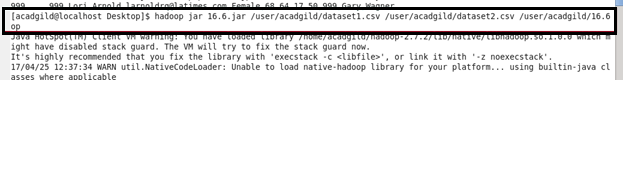 999 999 Lori Arnold larnoldro@latimes.com Female 68.64.17.50 999 Gary Wagner
[acadgild@localhost Desktop]$ hadoop jar 16.6.jar /user/acadgild/dataset1.csv /user/acadgild/dataset2.csv /user/acadgild/16.6
op
Java HotSpot(TM) Client VM warning: You have loaded library /home/acadgild/hadoop-2.7.2/lib/native/libhadoop.so.1.0.0 which m
ight have disabled stack guard. The VM will try to fix the stack guard now.
It's highly recommended that you fix the library with 'execstack -c <libfile>', or link it with '-z noexecstack'.
17/04/25 12:37:34 WARN util.NativeCodeLoader: Unable to load native-hadoop library for your platform... using builtin-java cl
asses where applicable